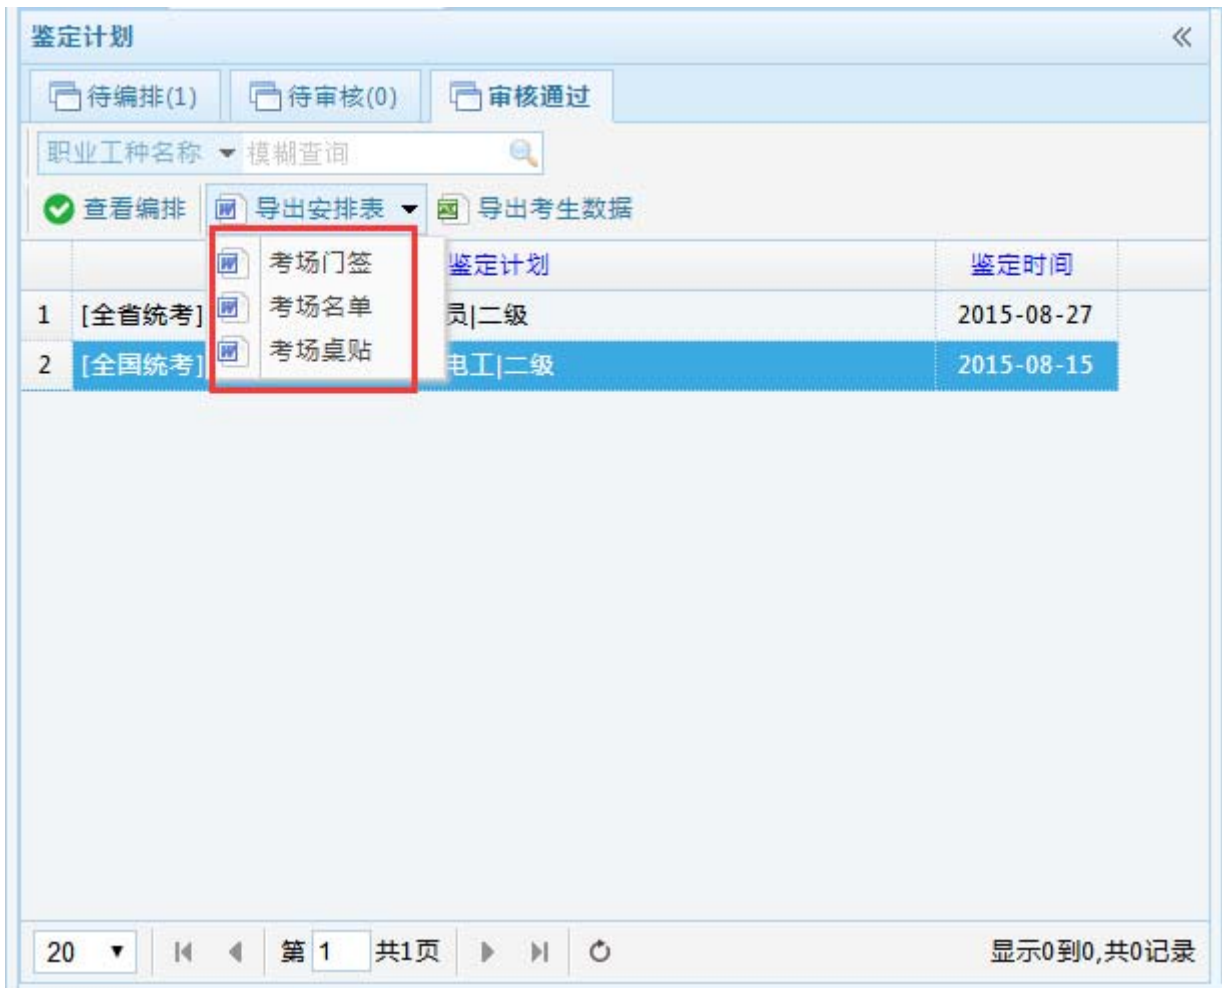 鉴定计划
待编排(1) 待审核(0) 审核通过
职业工种名称 模糊查询
查看编排 导出安排表 导出考生数据
考场门签
考场名单
考场桌贴
鉴定计划 鉴定时间
1 [全省统考] 员|二级 2015-08-27
2 [全国统考] 电工|二级 2015-08-15
20 第 1 共1页 显示0到0,共0记录